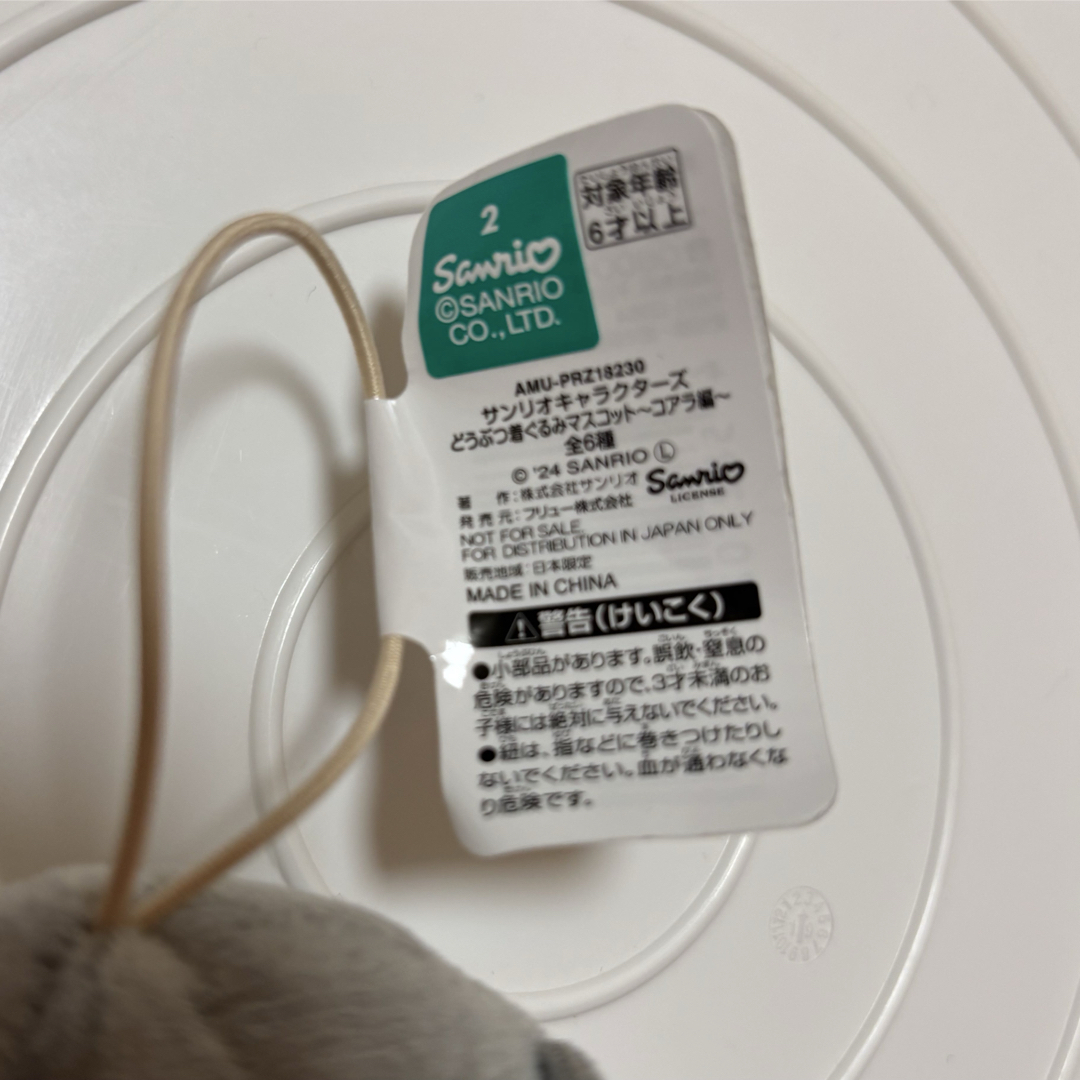 2
Sanrio
©SANRIO
CO.,LTD.
対象年齢
6才以上
AMU-PRZ18230
サンリオキャラクターズ
どうぶつ着ぐるみマスコット〜コアラ編〜
全6種
© '24 SANRIO Ⓛ
著 作:株式会社サンリオ
発 売 元:フリュー株式会社
Sanrio
LICENSE
NOT FOR SALE.
FOR DISTRIBUTION IN JAPAN ONLY
販売地域:日本限定
MADE IN CHINA
警告(けいこく)
●小部品があります。誤飲・窒息の
危険がありますので、3才未満のお
子様には絶対に与えないでください。
●紐は、指などに巻きつけたりし
ないでください。血が通わなくな
り危険です。